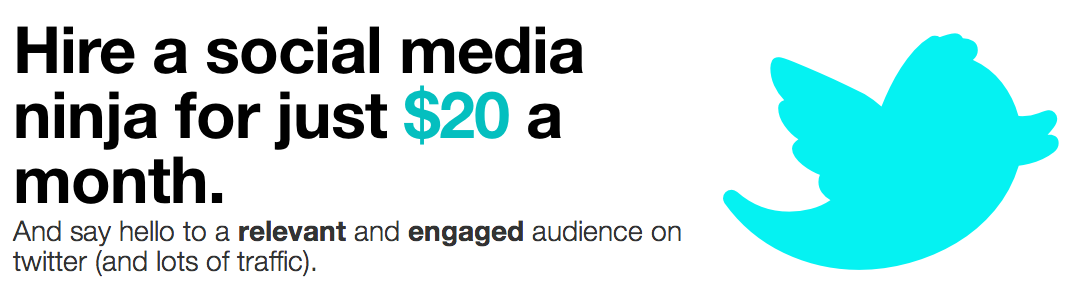 Hire a social media
ninja for just $20 a
month.
And say hello to a relevant and engaged audience on
twitter (and lots of traffic).